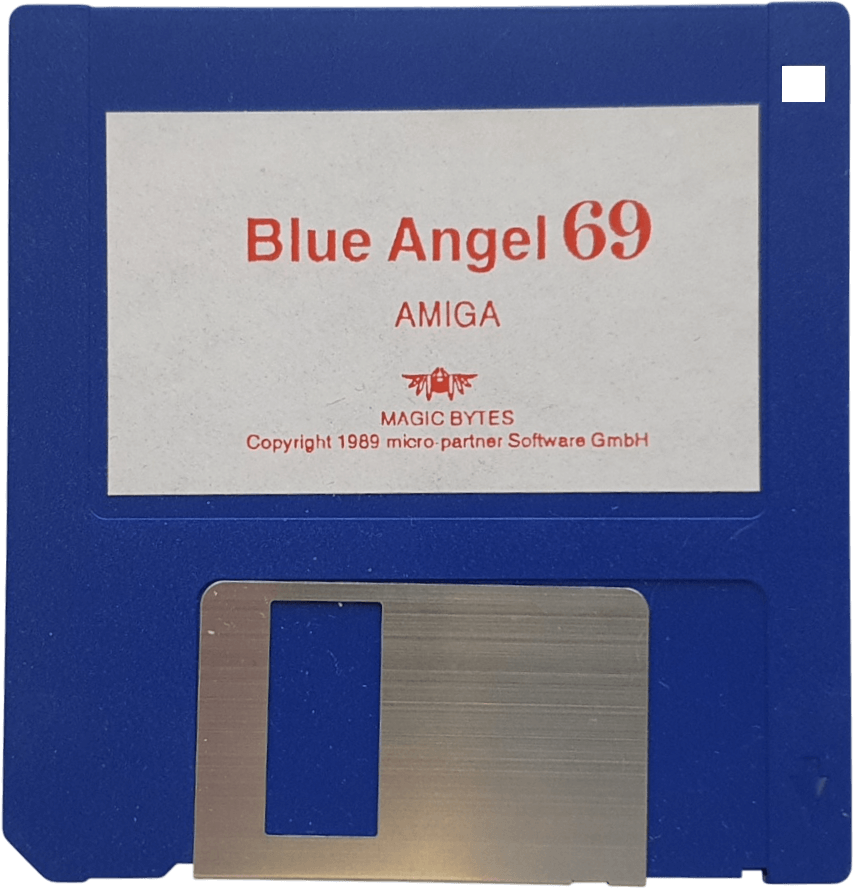 Blue Angel 69
AMIGA
MAGIC BYTES
Copyright 1989 micro-partner Software GmbH